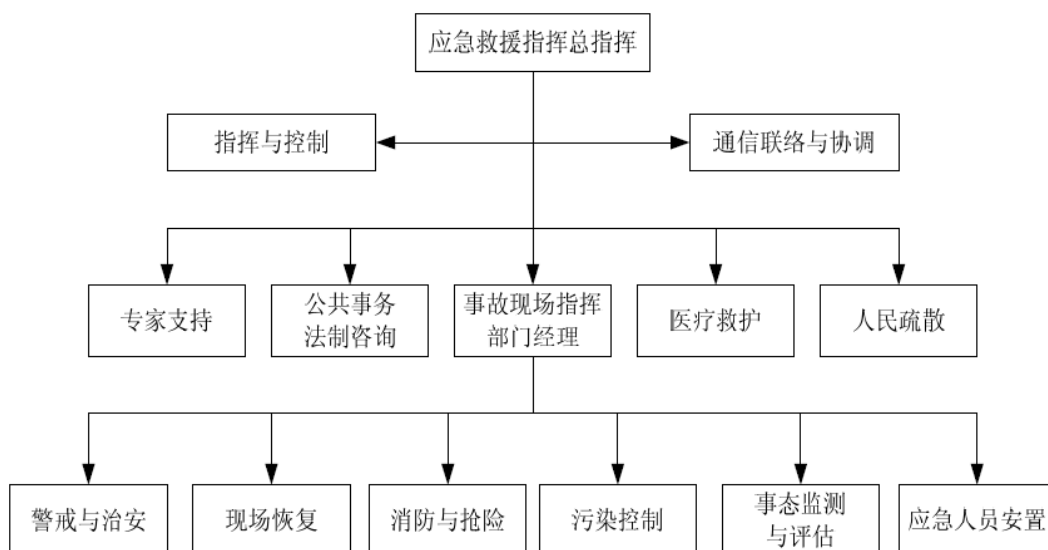 应急救援指挥总指挥
指挥与控制
通信联络与协调
专家支持
公共事务
法制咨询
事故现场指挥
部门经理
医疗救护
人民疏散
警戒与治安
现场恢复
消防与抢险
污染控制
事态监测
与评估
应急人员安置